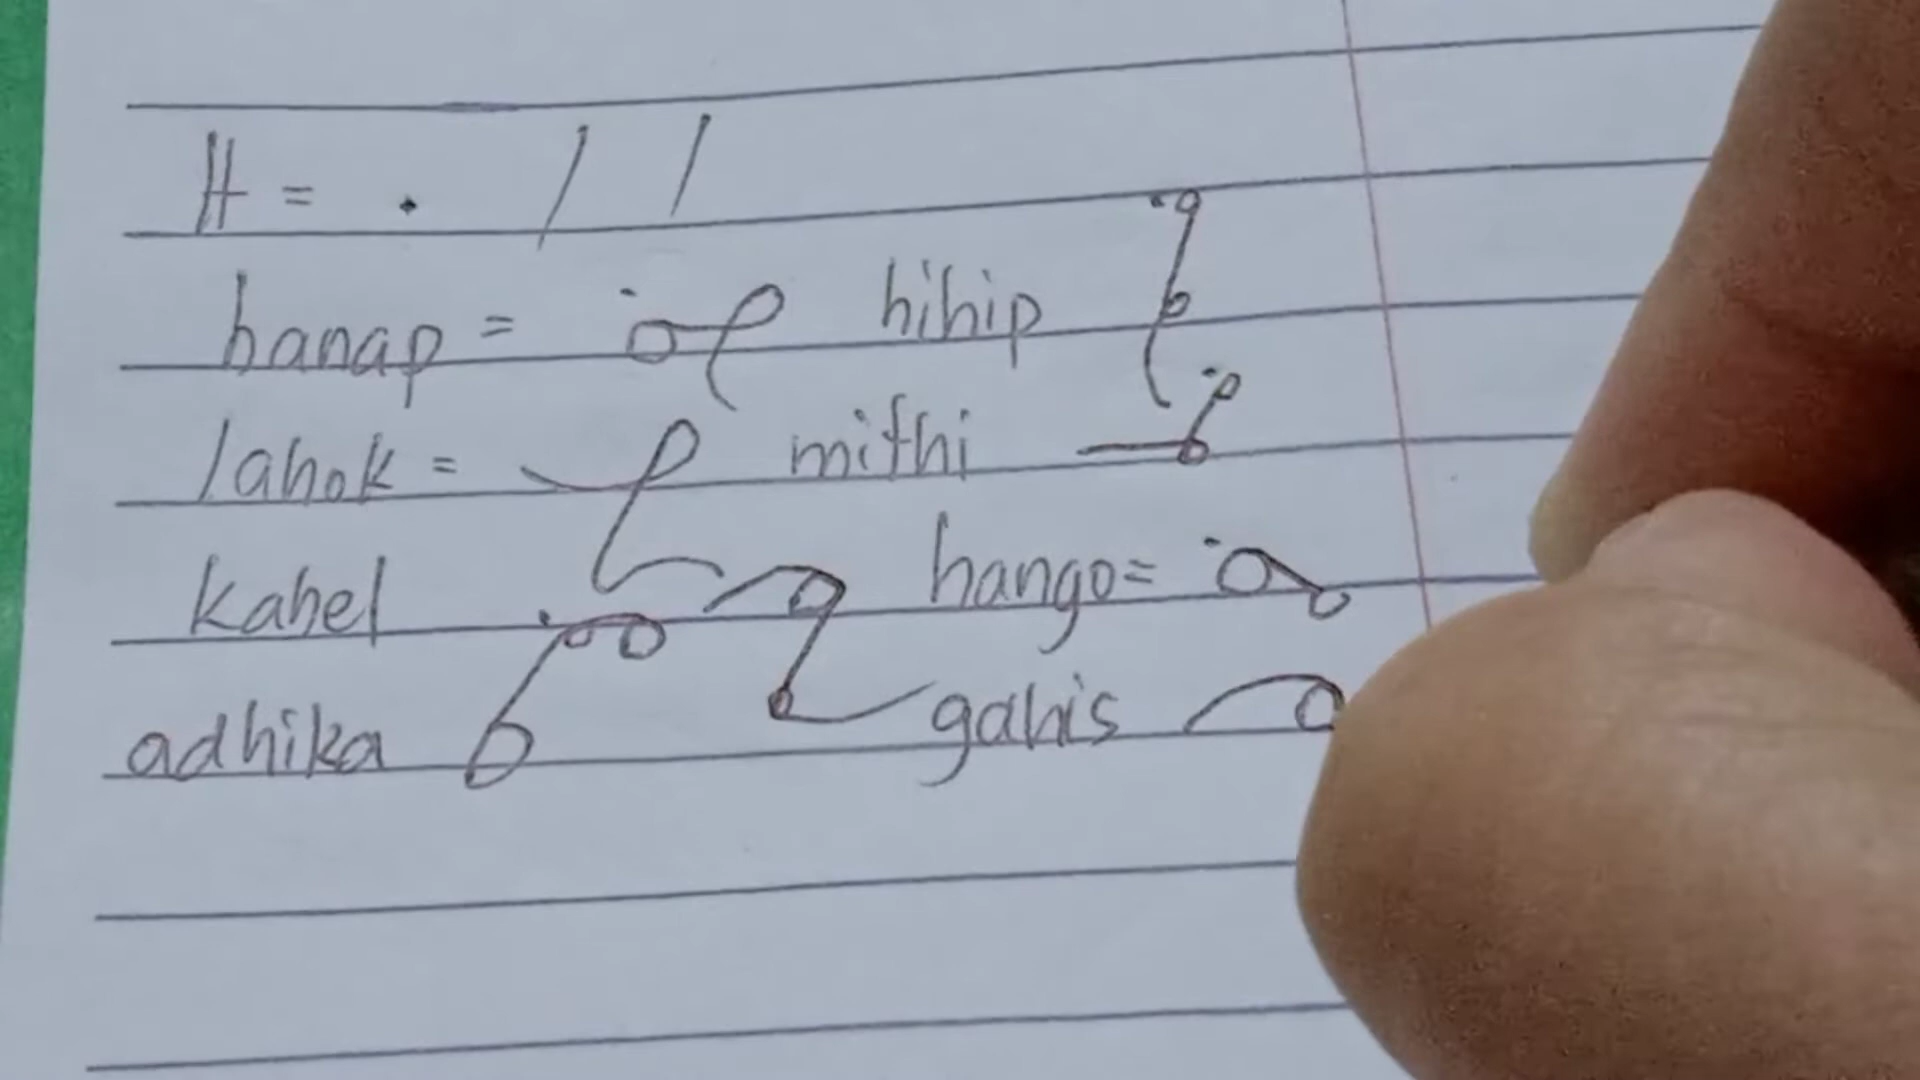 H = . / /
hanap = hihip
lahok = mithi
kahel hango=
adhika gahis